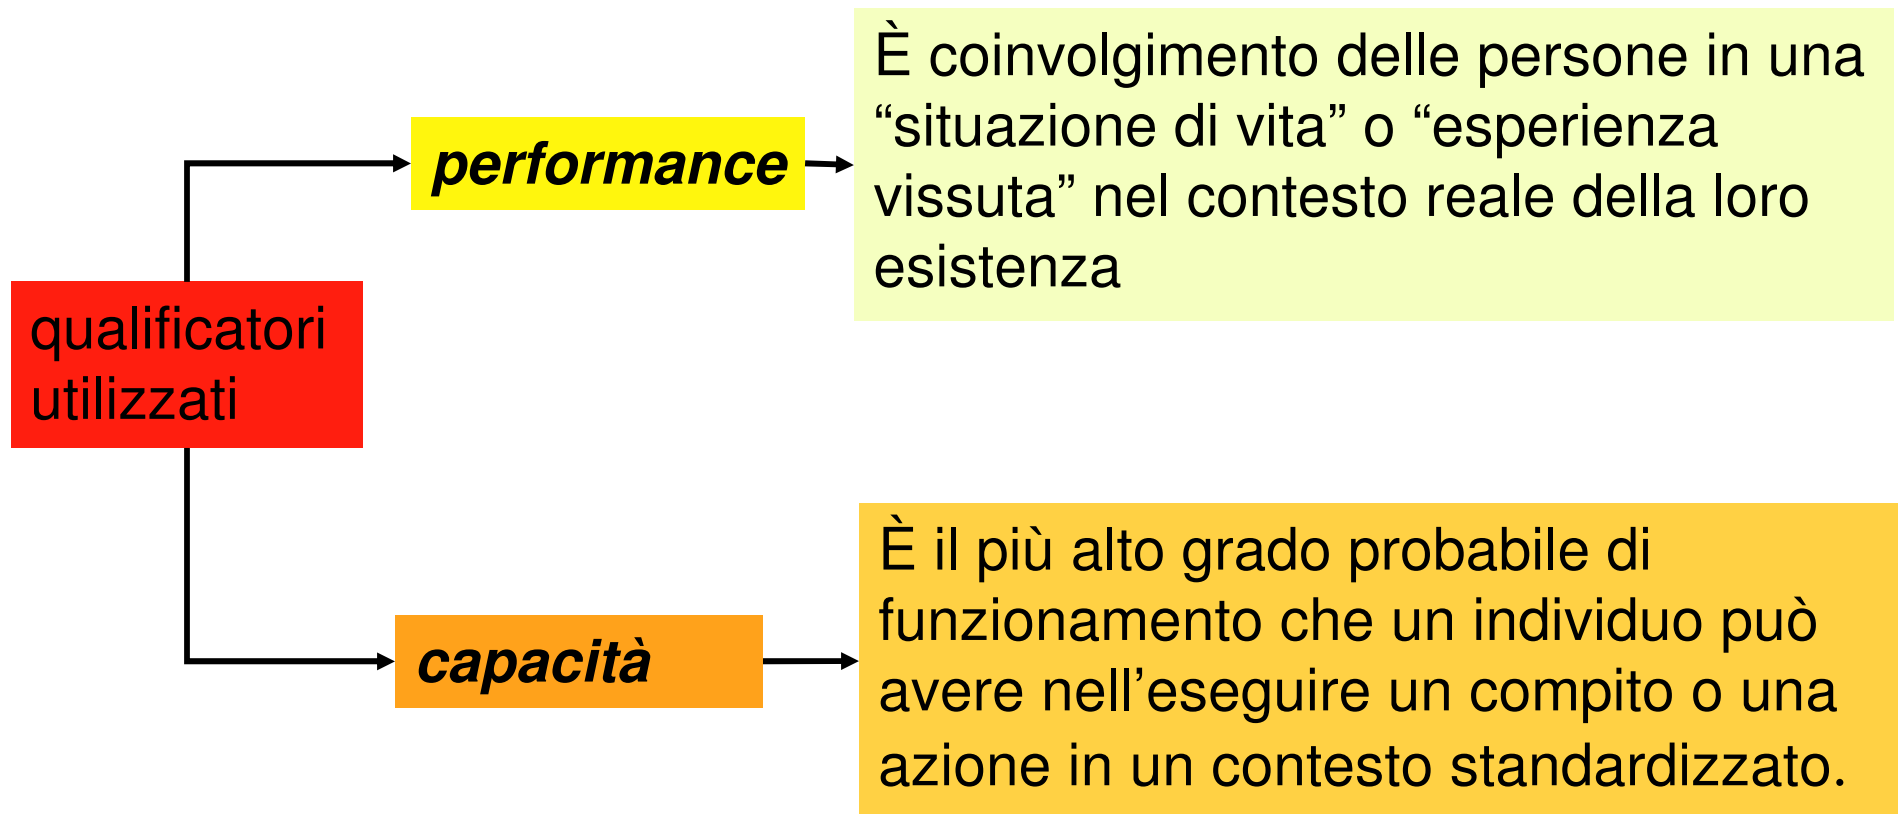 qualificatori
utilizzati
performance
È coinvolgimento delle persone in una
“situazione di vita” o “esperienza
vissuta” nel contesto reale della loro
esistenza
capacità
È il più alto grado probabile di
funzionamento che un individuo può
avere nell’eseguire un compito o una
azione in un contesto standardizzato.